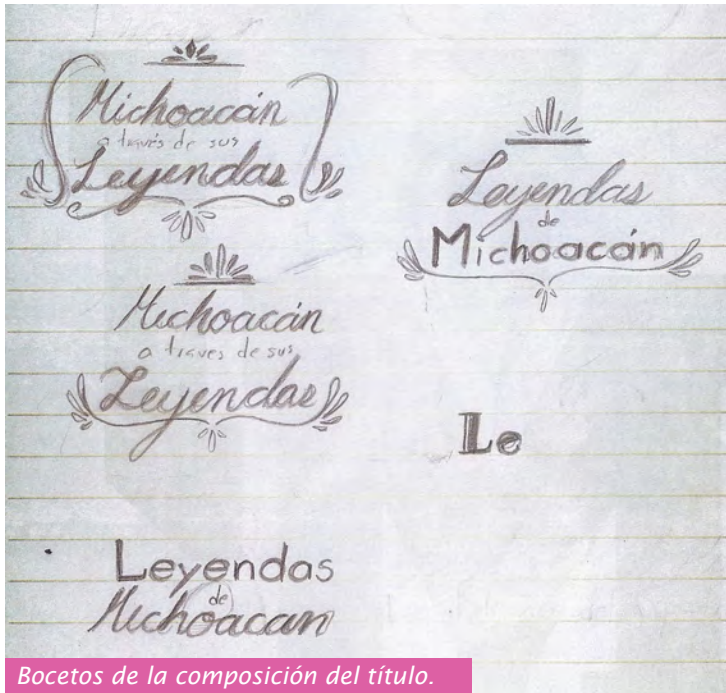 Michoacán
a través de sus
Leyendas
Michoacán
a traves de sus
Leyendas
Leyendas
de
Michoacán
Le
Leyendas
de
Michoacan
Bocetos de la composición del título.